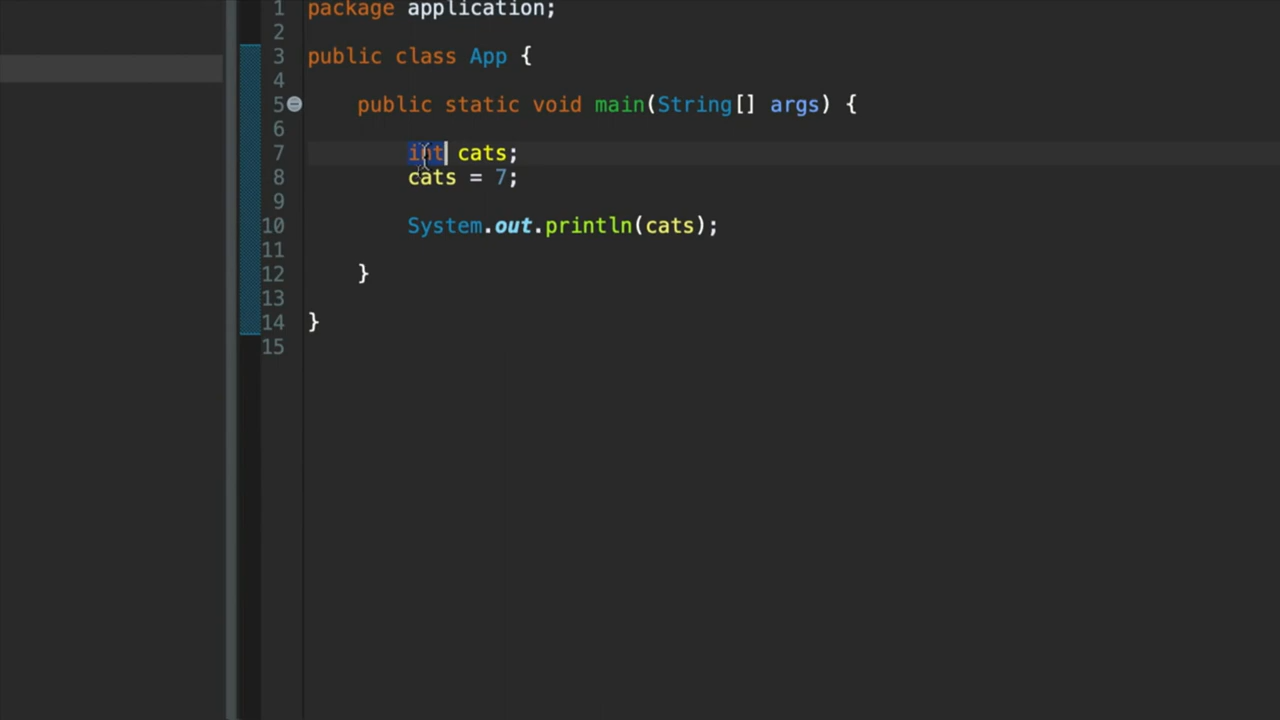 1 package application;
2
3 public class App {
4
5 public static void main(String[] args) {
6
7 int cats;
8 cats = 7;
9
10 System.out.println(cats);
11
12 }
13
14 }
15